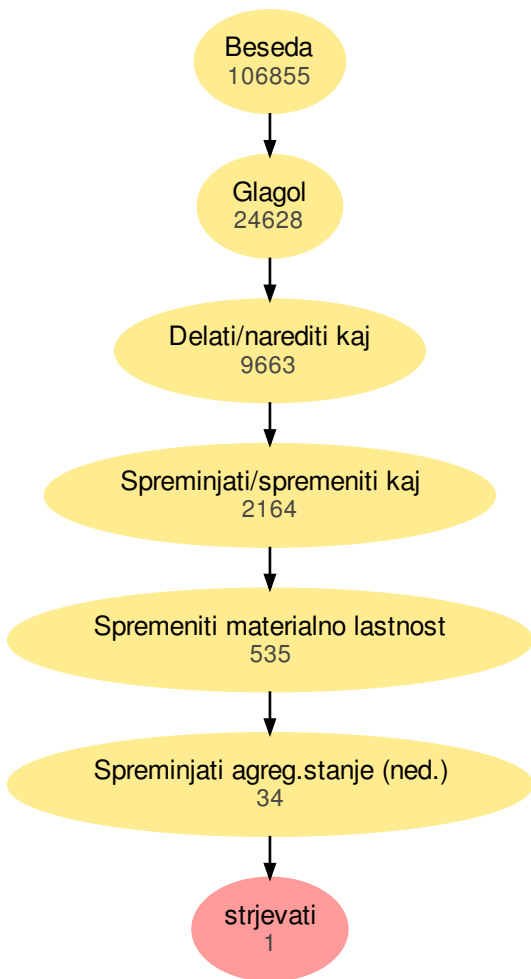 Beseda
106855
Glagol
24628
Delati/narediti kaj
9663
Spreminjati/spremeniti kaj
2164
Spremeniti materialno lastnost
535
Spreminjati agreg.stanje (ned.)
34
strjevati
1